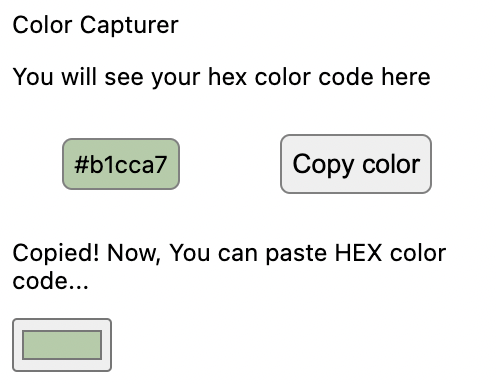 Color Capturer
You will see your hex color code here
#b1cca7
Copy color
Copied! Now, You can paste HEX color
code...